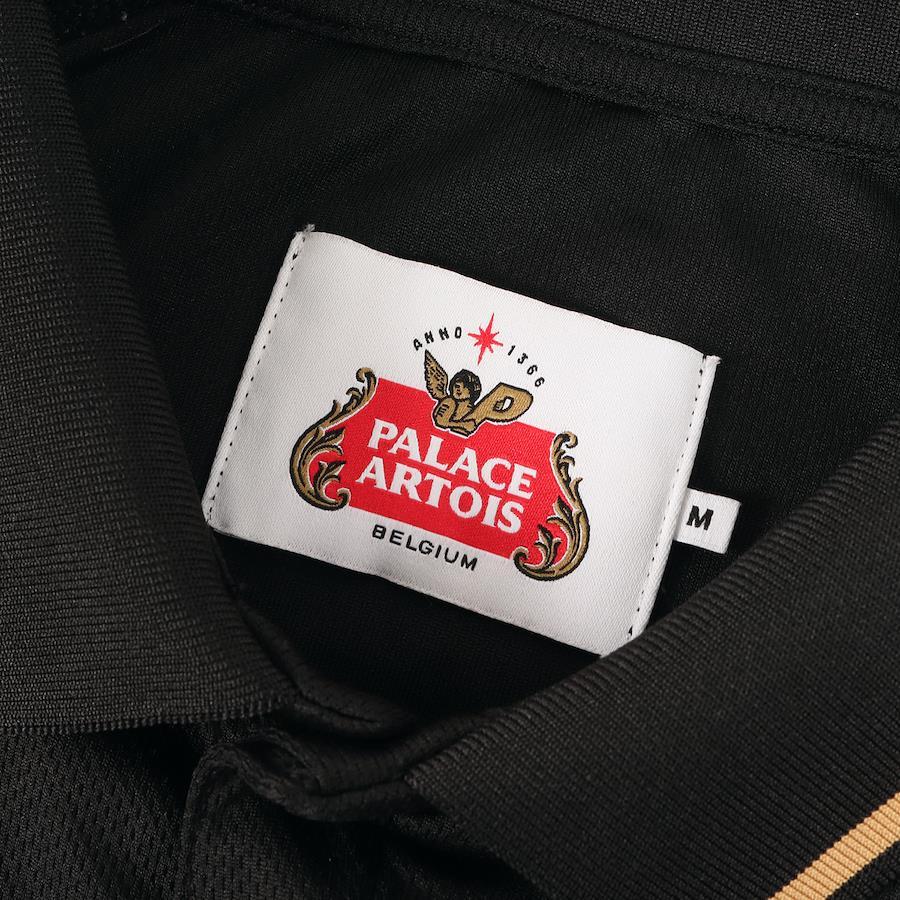 ANNO 1366
P
PALACE
ARTOIS
BELGIUM
M